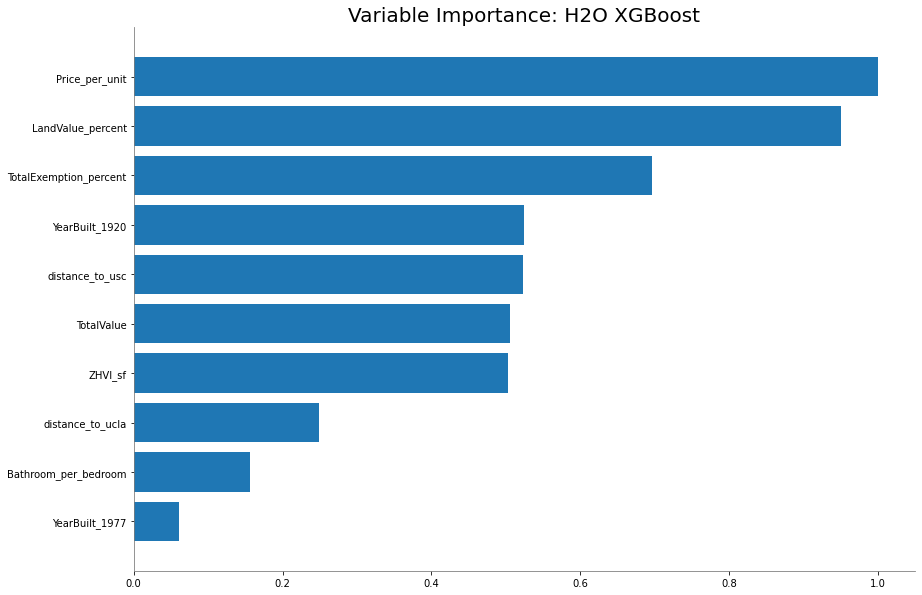 Variable Importance: H2O XGBoost
Price_per_unit
LandValue_percent
TotalExemption_percent
YearBuilt_1920
distance_to_usc
TotalValue
ZHVI_sf
distance_to_ucla
Bathroom_per_bedroom
YearBuilt_1977
0.0 0.2 0.4 0.6 0.8 1.0